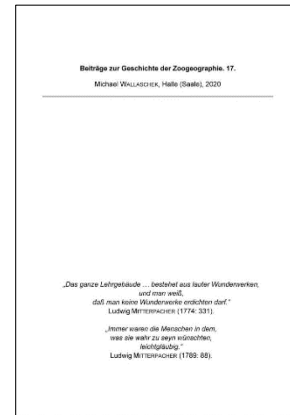 Beiträge zur Geschichte der Zoogeographie. 17.
Michael WALLASCHEK, Halle (Saale), 2020
„Das ganze Lehrgebäude ... bestehet aus lauter Wunderwerken,
und man weiß,
daß man keine Wunderwerke erdichten darf.“
Ludwig MITTERPACHER (1774: 331).
„Immer waren die Menschen in dem,
was sie wahr zu seyn wünschten,
leichtgläubig.“
Ludwig MITTERPACHER (1789: 88).